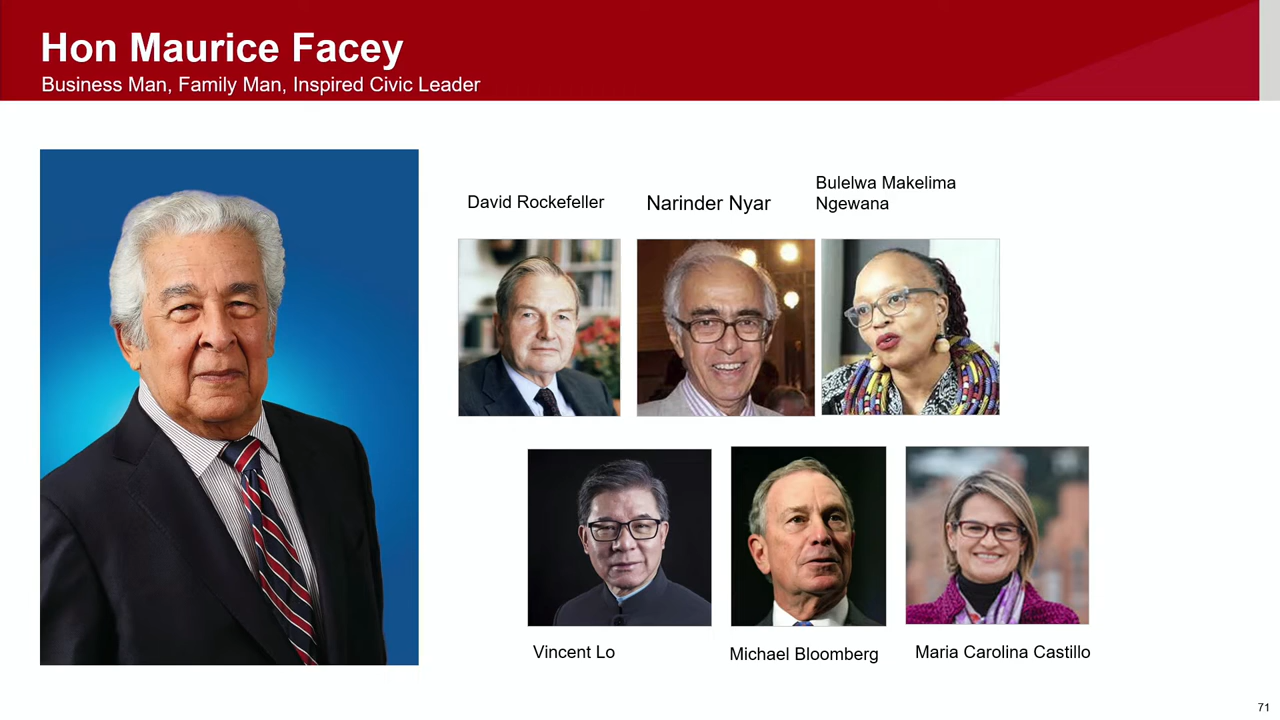 Hon Maurice Facey
Business Man, Family Man, Inspired Civic Leader
David Rockefeller
Narinder Nyar
Bulelwa Makelima
Ngewana
Vincent Lo
Michael Bloomberg
Maria Carolina Castillo
71